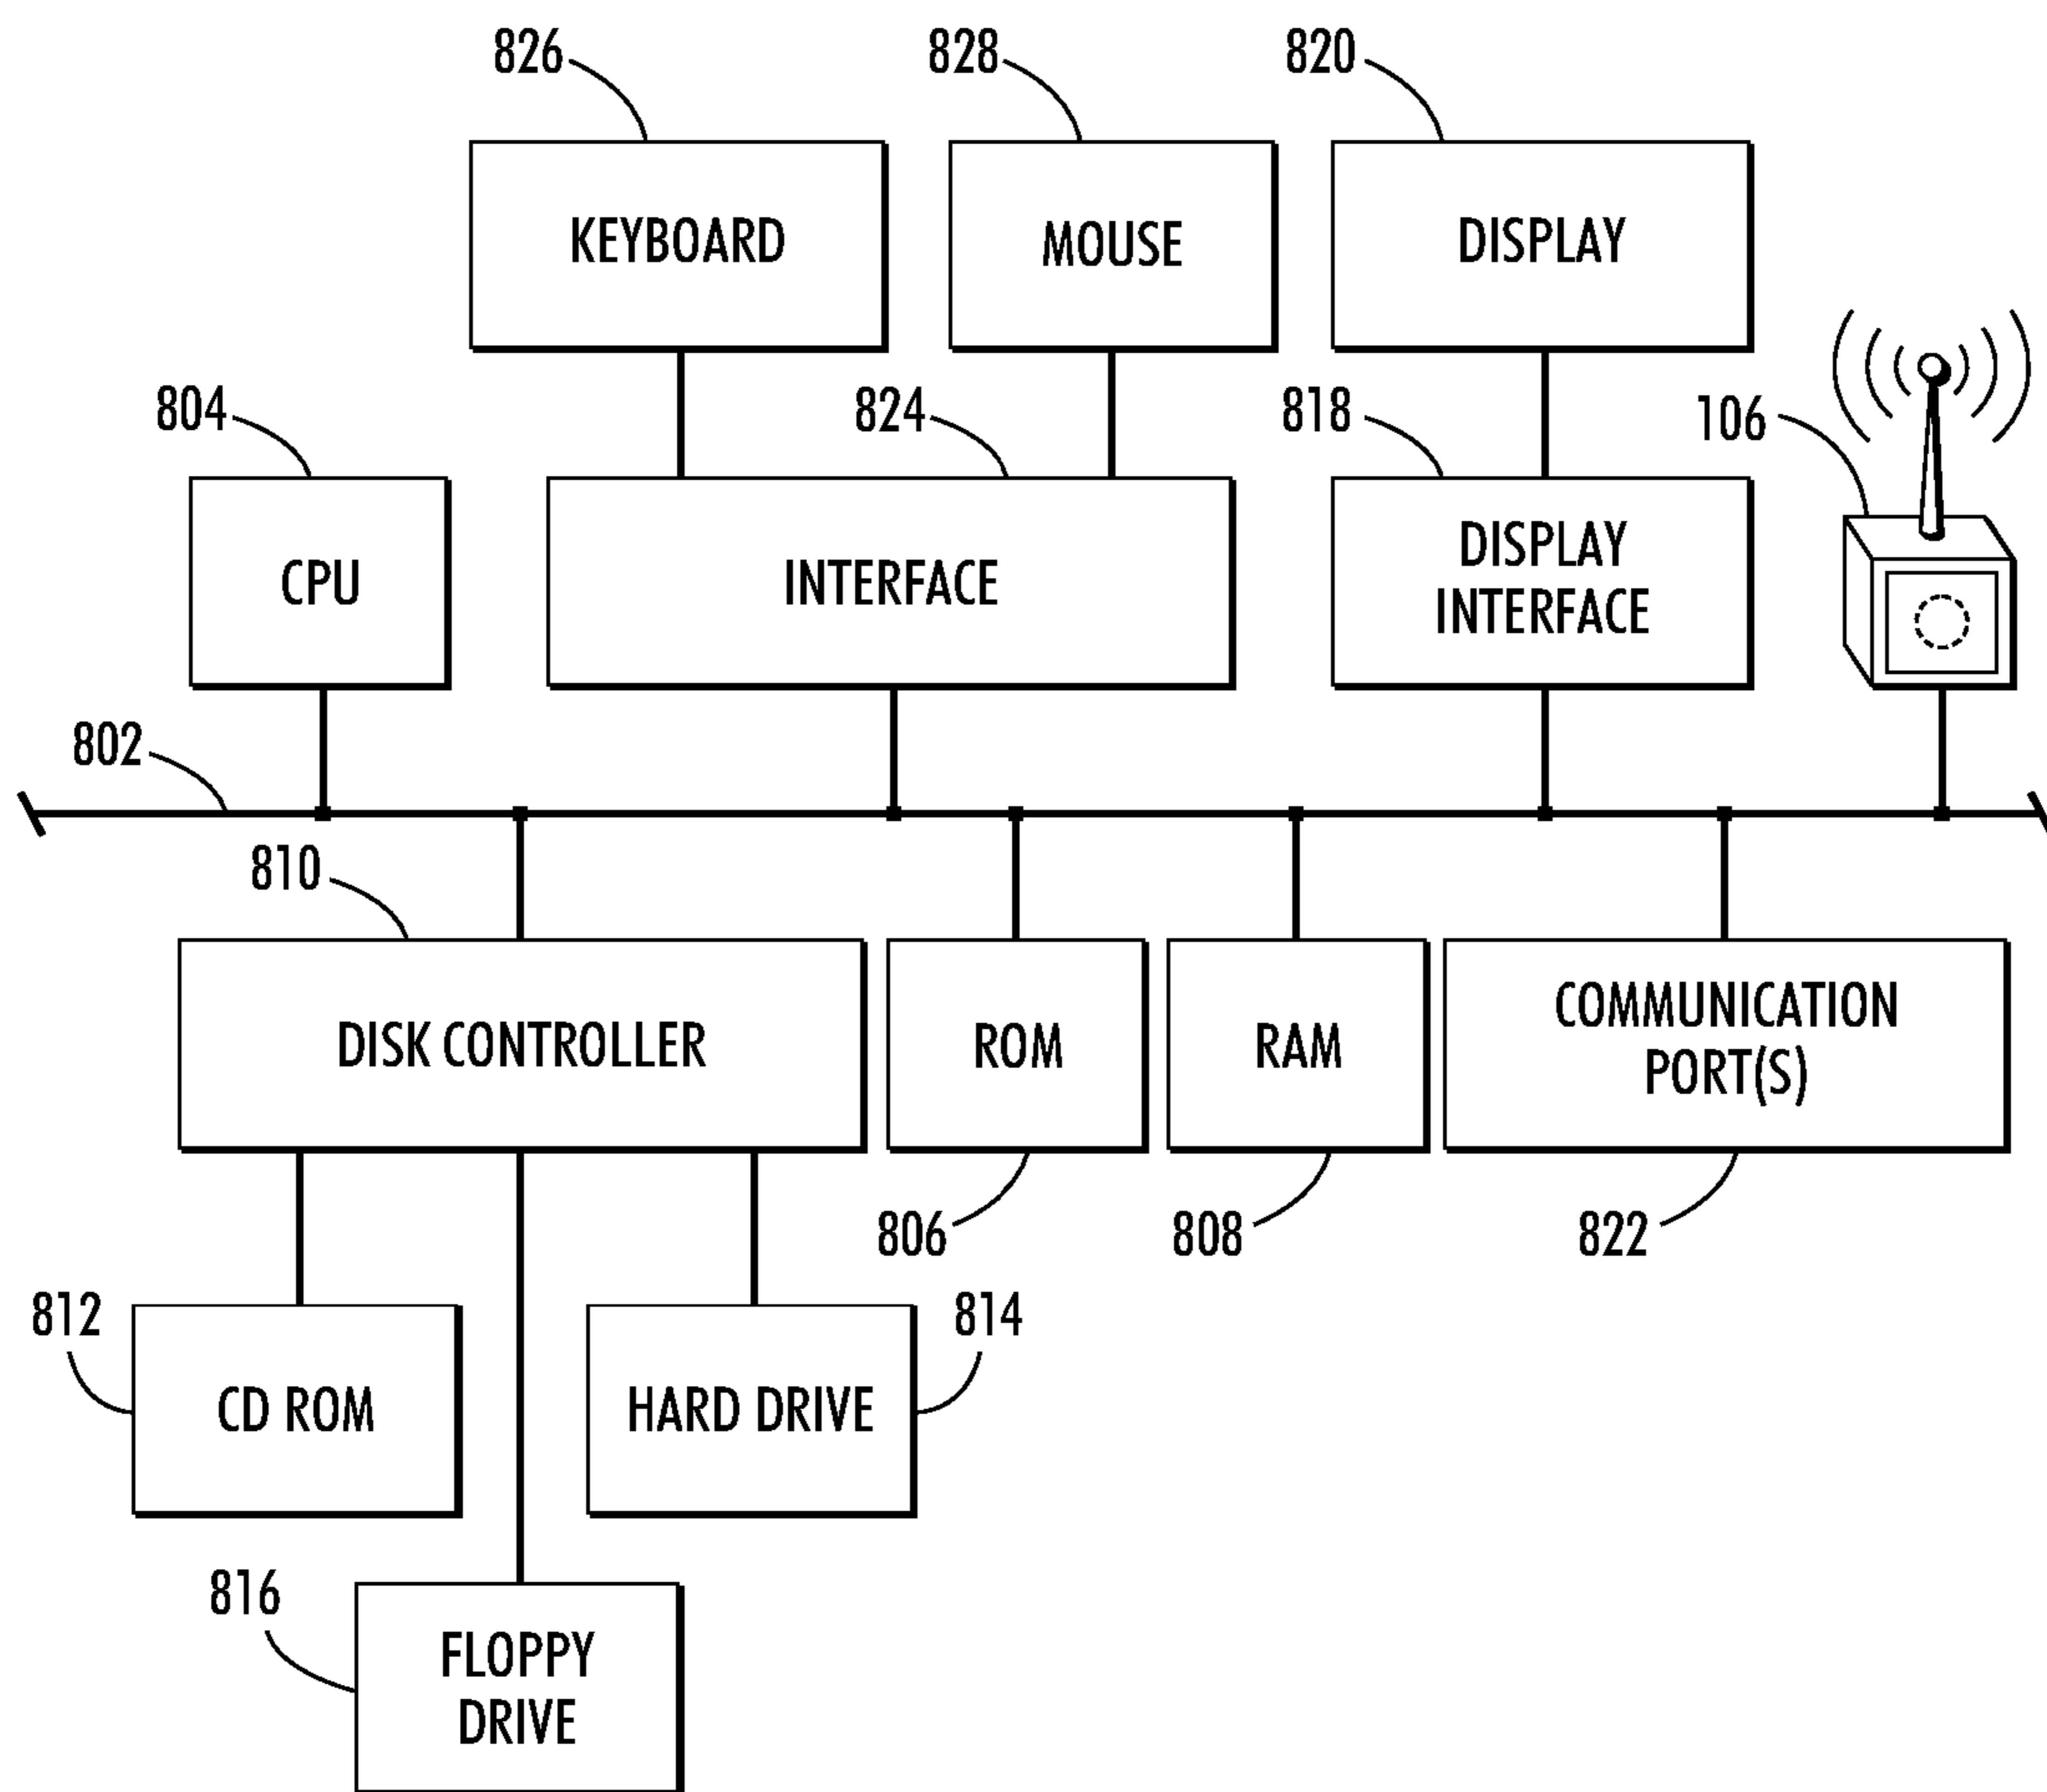 826
828
820
KEYBOARD
MOUSE
DISPLAY
804
824
818
106
CPU
INTERFACE
DISPLAY
INTERFACE
802
810
DISK CONTROLLER
ROM
RAM
COMMUNICATION
PORT(S)
806
808
822
812
814
CD ROM
HARD DRIVE
816
FLOPPY
DRIVE